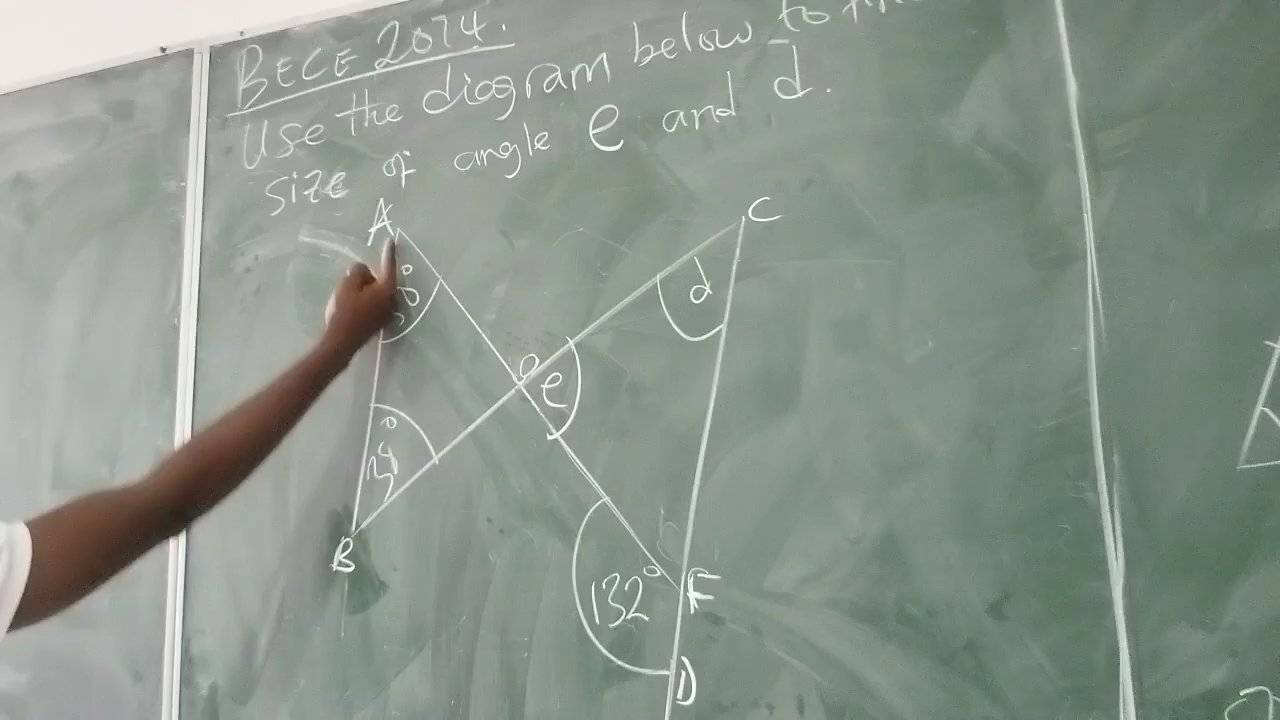 BECE 2014.
Use the diagram below to
size of angle e and d.
A
C
d
O
e
B
132°
F
D